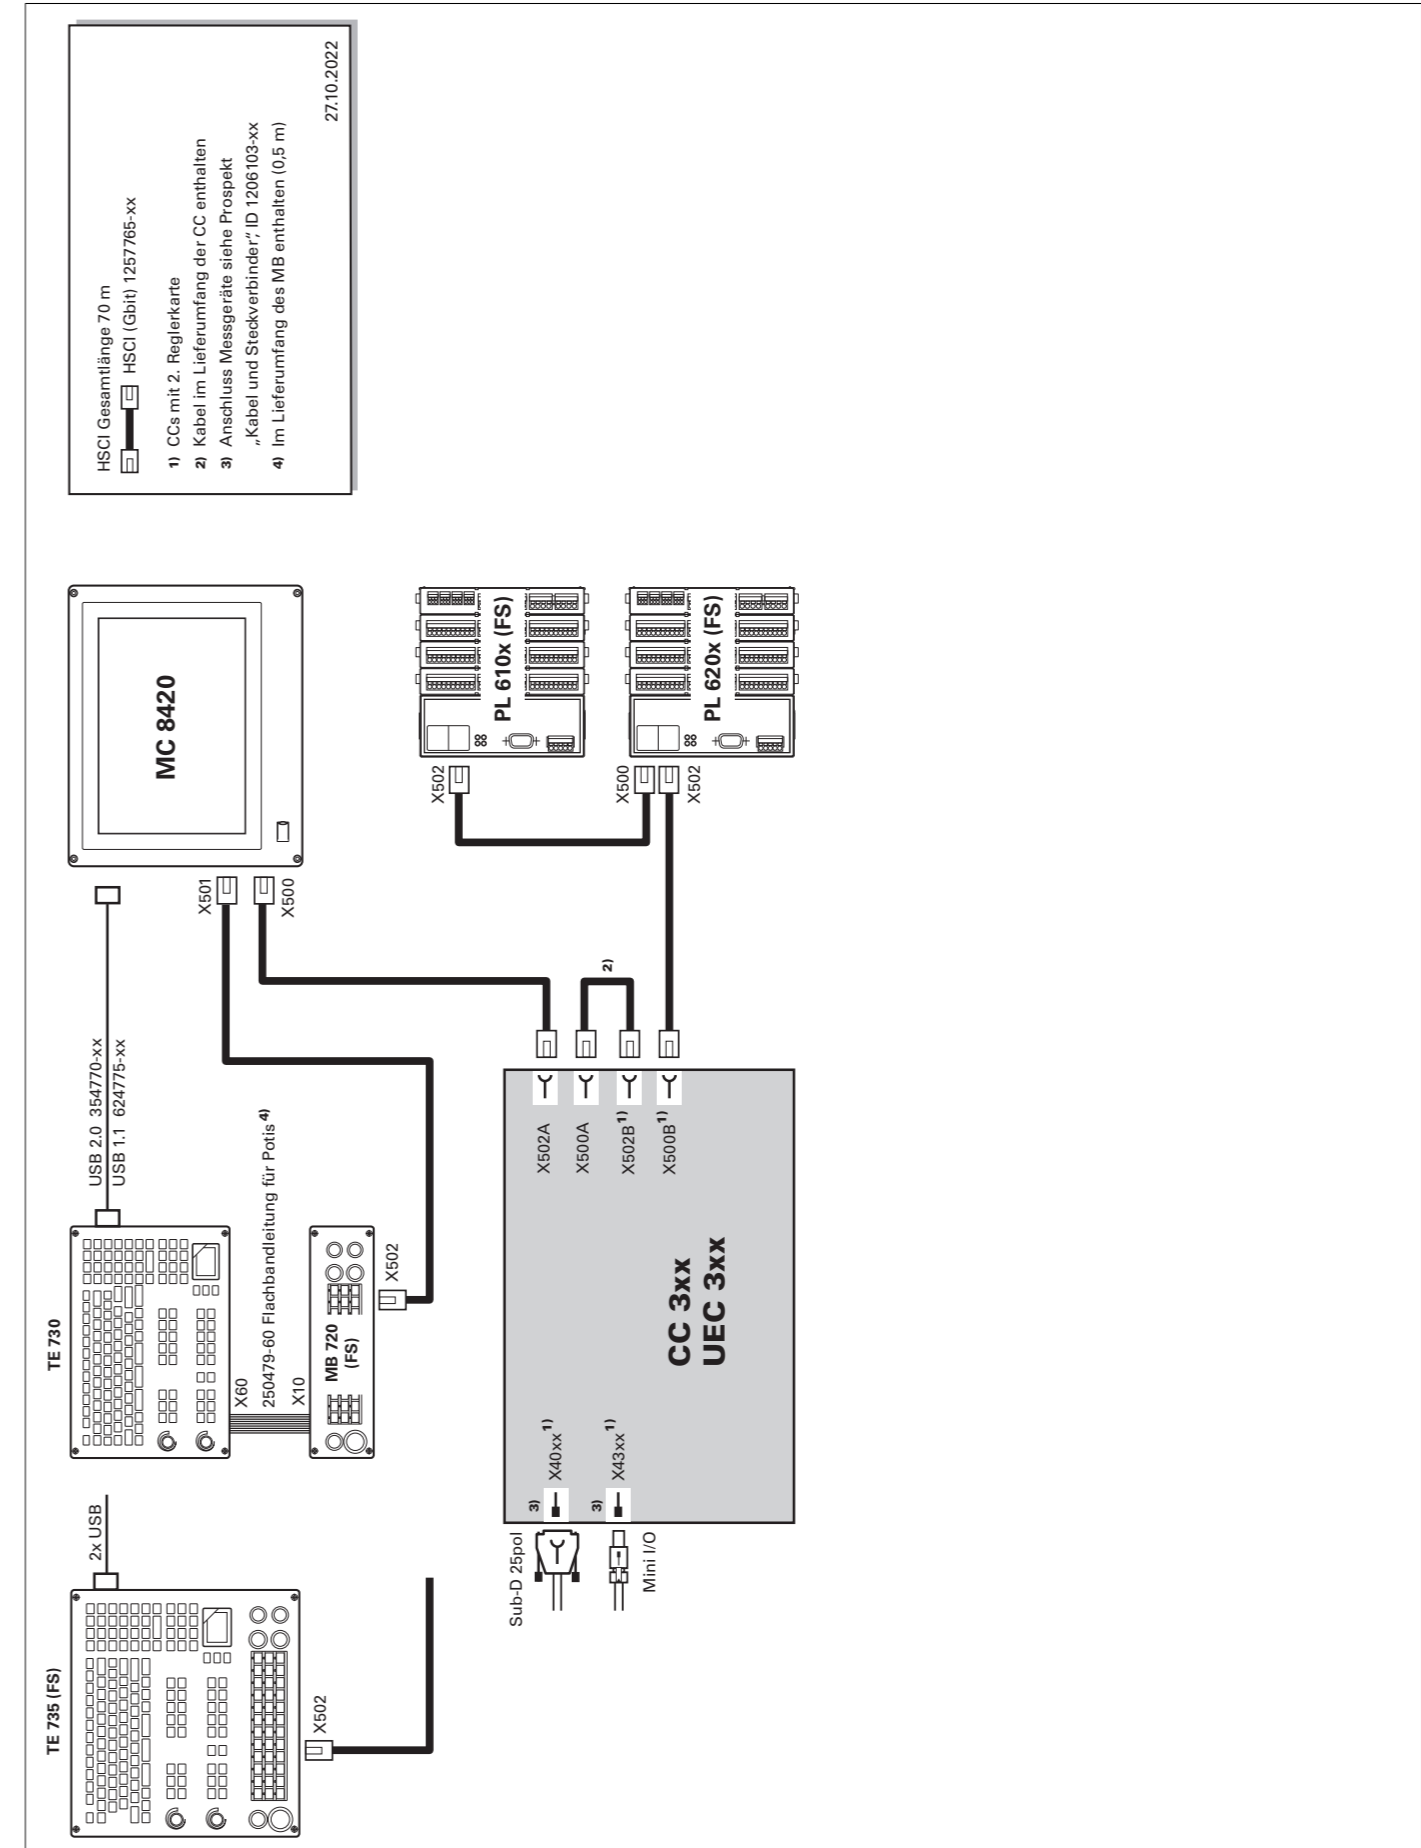 TE 735 (FS)
2x USB
X502
TE 730
USB 2.0 354770-xx
USB 1.1 624775-xx
X60
250479-60 Flachbandleitung für Potis 4)
X10
MB 720
(FS)
X502
MC 8420
X501
X500
HSCI Gesamtlänge 70 m
HSCI (Gbit) 1257765-xx
1) CCs mit 2. Reglerkarte
2) Kabel im Lieferumfang der CC enthalten
3) Anschluss Messgeräte siehe Prospekt
„Kabel und Steckverbinder“, ID 1206103-xx
4) Im Lieferumfang des MB enthalten (0,5 m)
27.10.2022
PL 610x (FS)
X502
PL 620x (FS)
X500
X502
Sub-D 25pol
3)
X40xx 1)
3)
X43xx 1)
Mini I/O
CC 3xx
UEC 3xx
X502A
X500A
X502B 1)
X500B 1)
2)